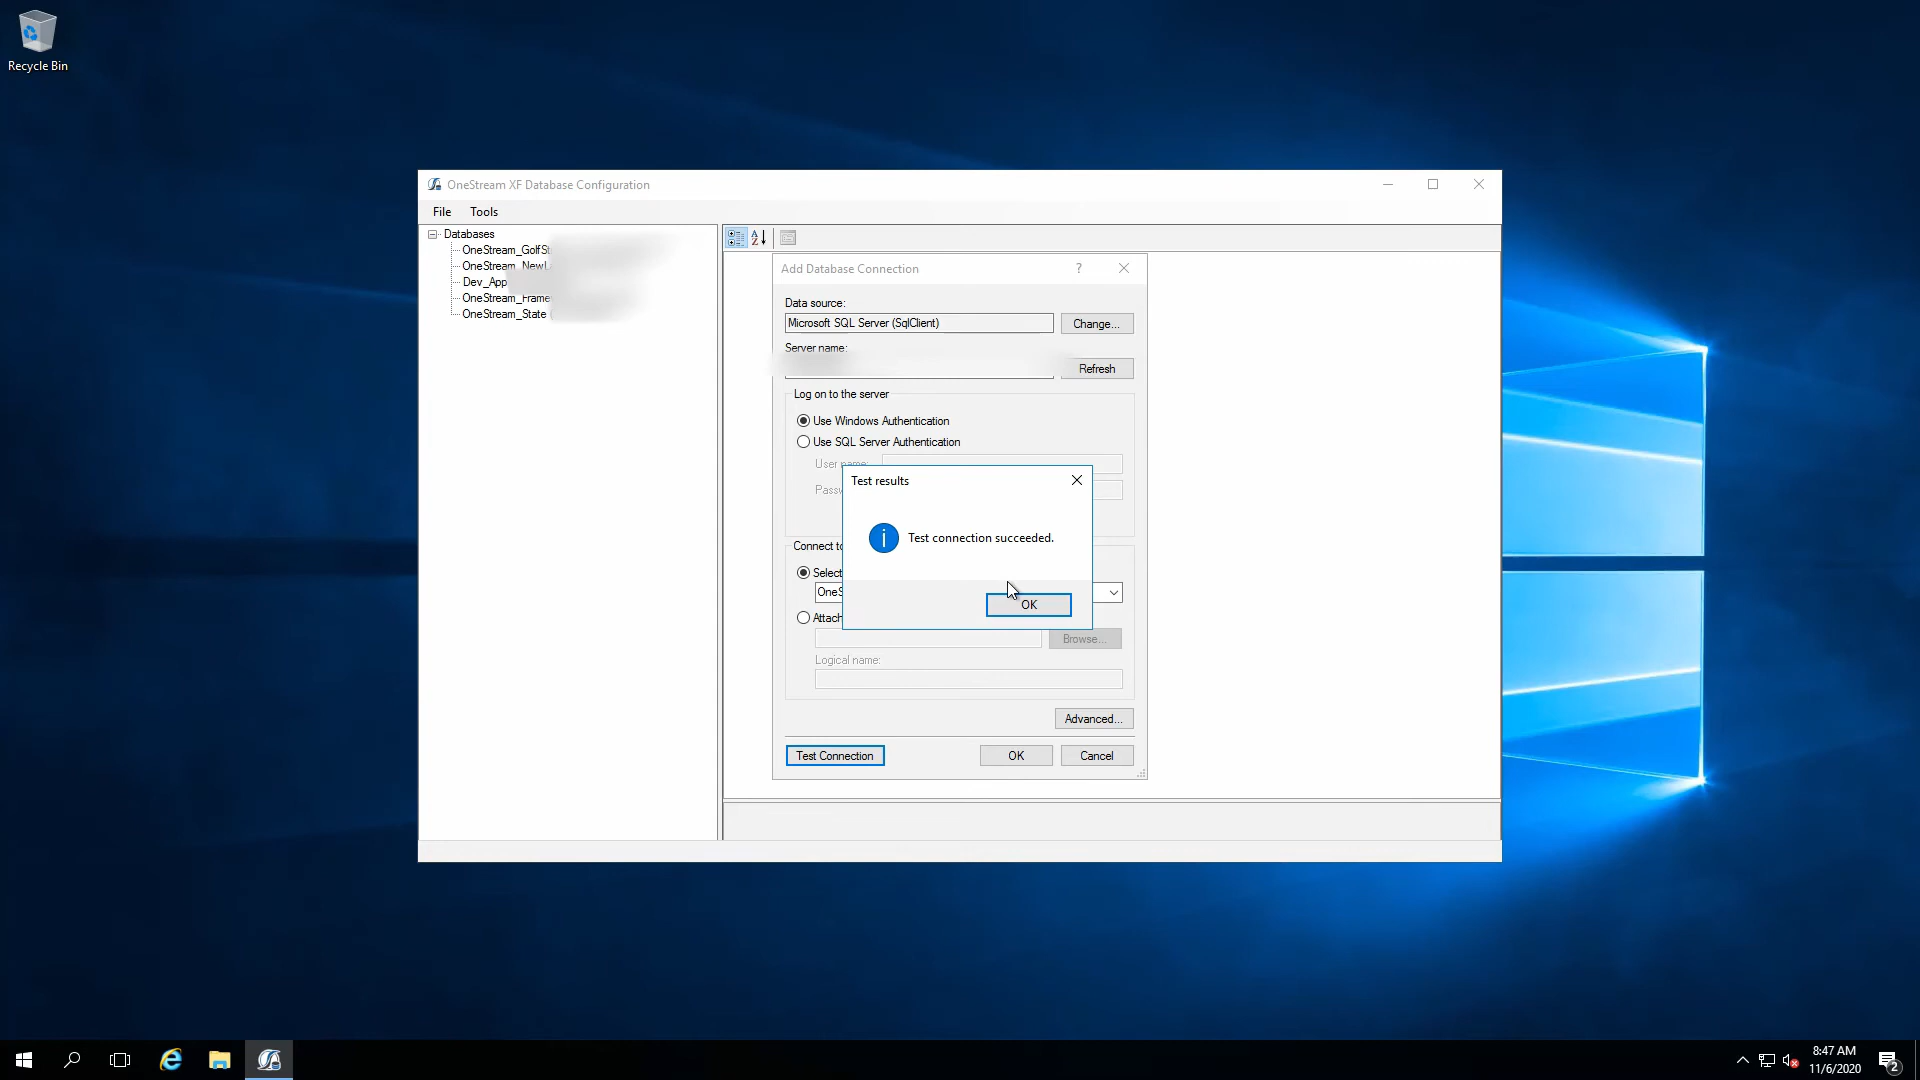 Recycle Bin
OneStream XF Database Configuration
File Tools
Databases
OneStream_GolfSt
OneStream_NewL
Dev_App
OneStream_Frame
OneStream_State (
Add Database Connection
?
Data source:
Microsoft SQL Server (SqlClient)
Change...
Server name:
Refresh
Log on to the server
Use Windows Authentication
Use SQL Server Authentication
User name:
Passw
Test results
Test connection succeeded.
OK
Connect to
Select
OneS
Attach
Browse...
Logical name:
Advanced...
Test Connection
OK
Cancel
8:47 AM
11/6/2020
2